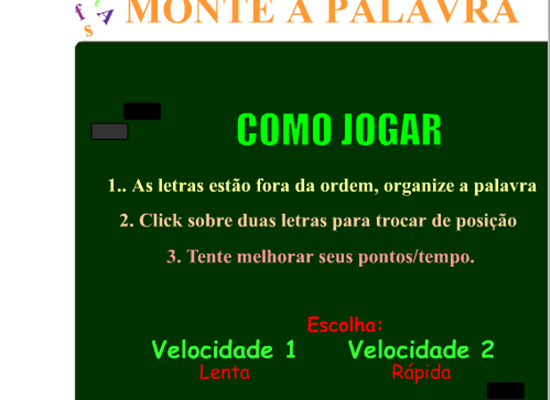 f A s
MONTE A PALAVRA
COMO JOGAR
1.. As letras estão fora da ordem, organize a palavra
2. Click sobre duas letras para trocar de posição
3. Tente melhorar seus pontos/tempo.
Escolha:
Velocidade 1 Velocidade 2
Lenta Rápida